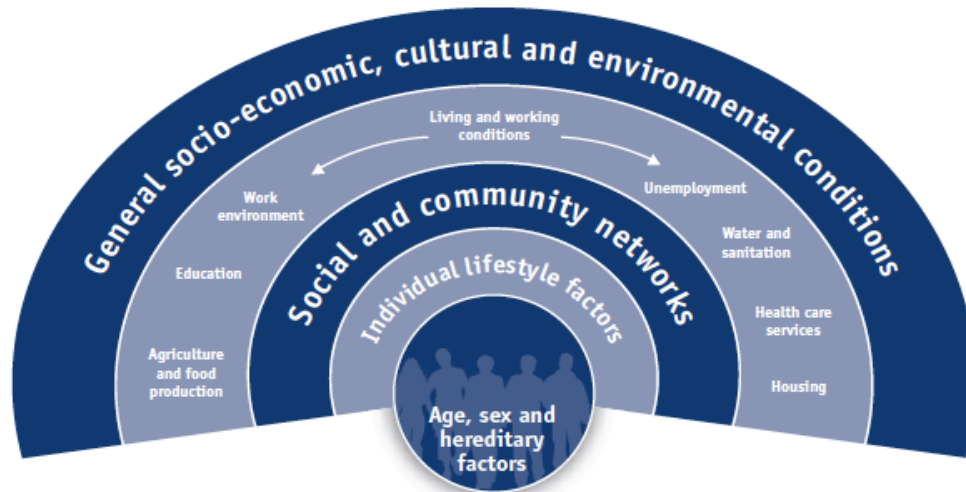 General socio-economic, cultural and environmental conditions
Living and working
conditions
Work
environment
Education
Agriculture
and food
production
Unemployment
Water and
sanitation
Health care
services
Housing
Social and community networks
Individual lifestyle factors
Age, sex and
hereditary
factors